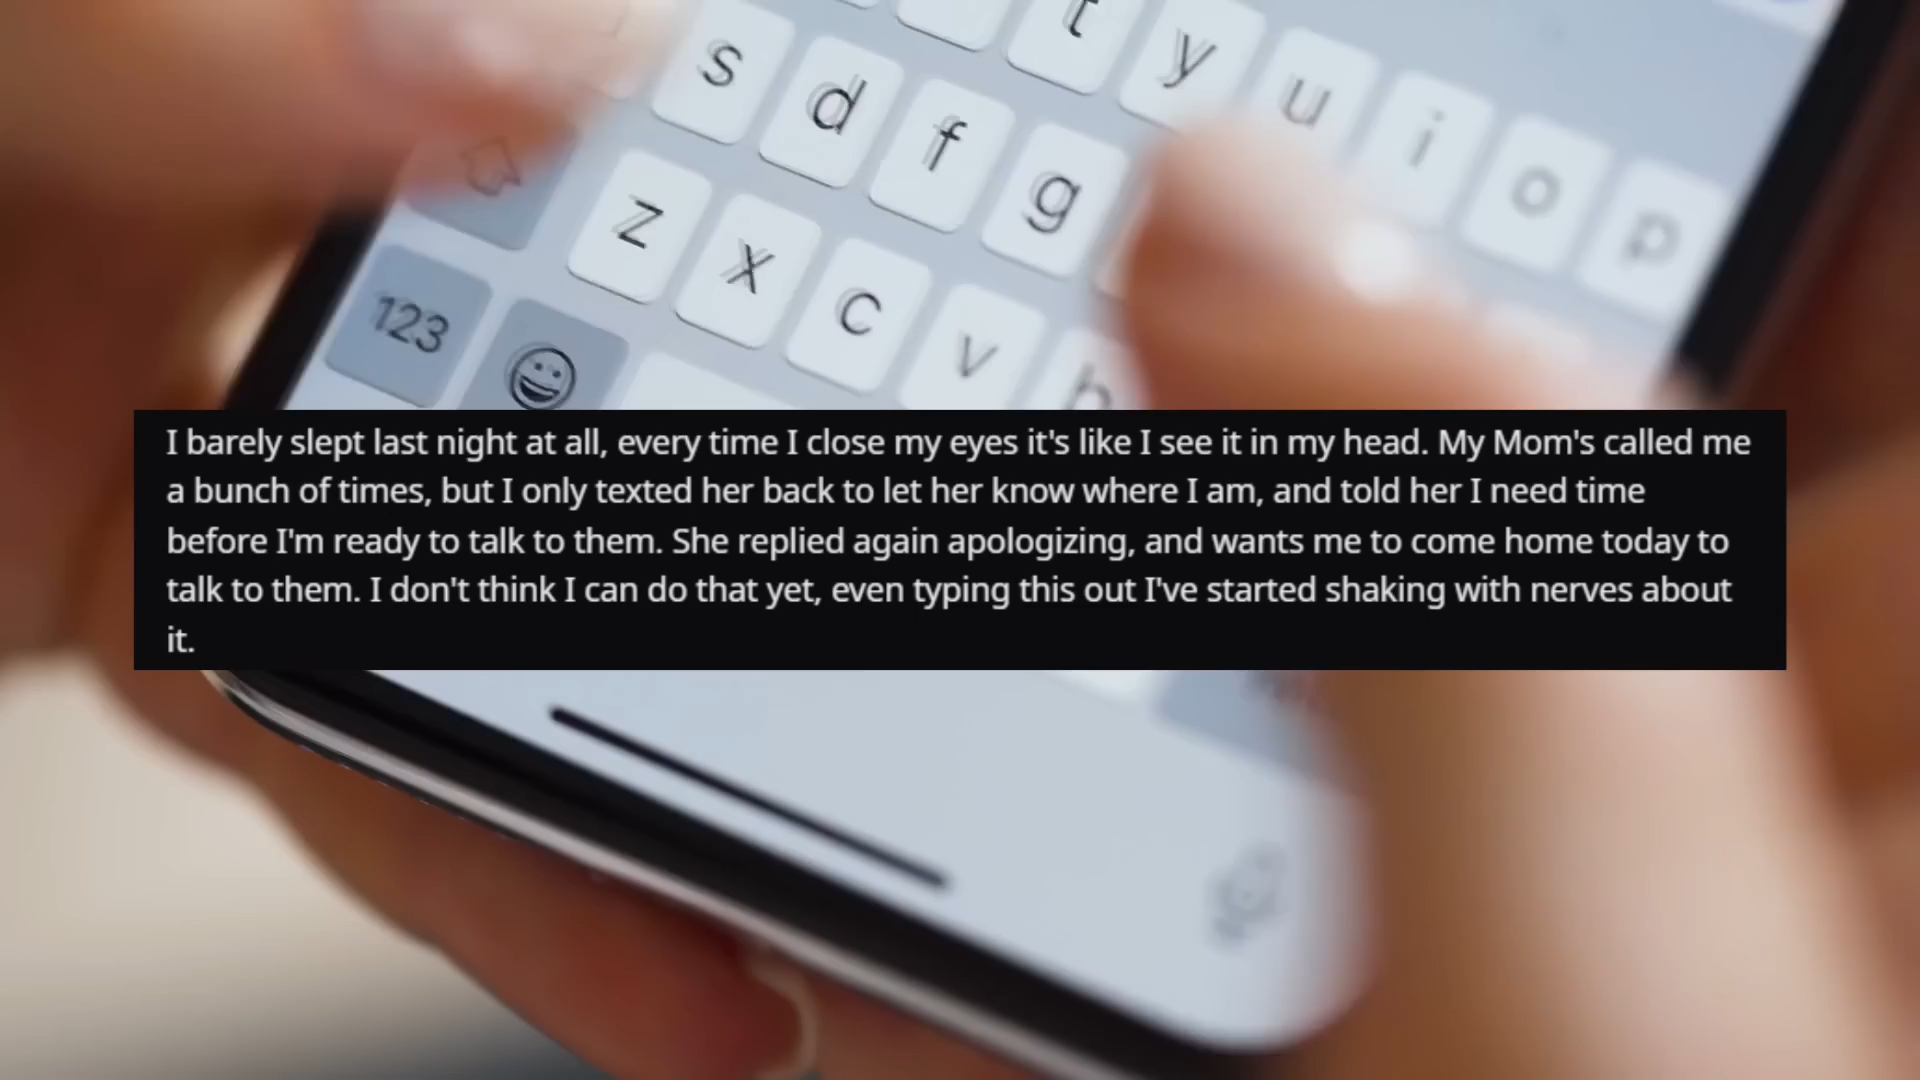 t y u i o p
s d f g
z x c v b
123
I barely slept last night at all, every time I close my eyes it's like I see it in my head. My Mom's called me
a bunch of times, but I only texted her back to let her know where I am, and told her I need time
before I'm ready to talk to them. She replied again apologizing, and wants me to come home today to
talk to them. I don't think I can do that yet, even typing this out I've started shaking with nerves about
it.